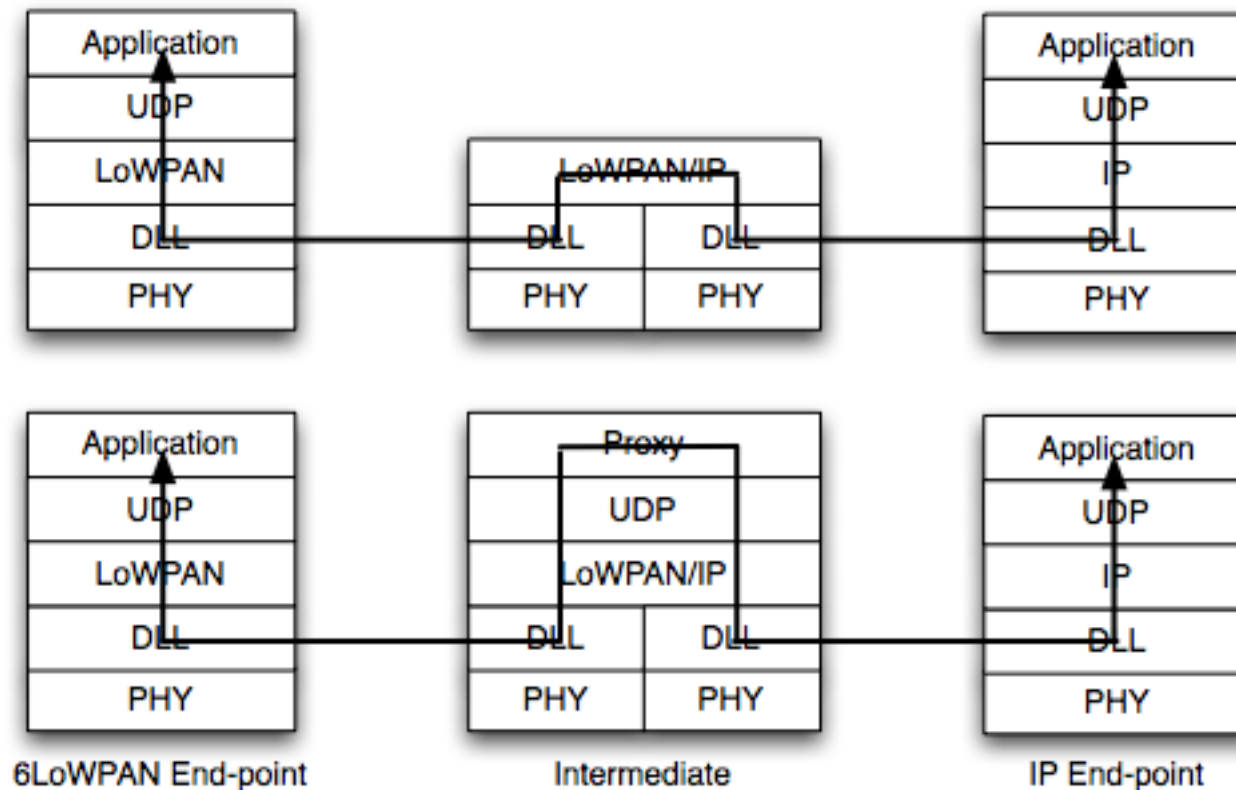 Application
UDP
LoWPAN
DLL
PHY
LoWPAN/IP
DLL DLL
PHY PHY
Application
UDP
IP
DLL
PHY
Application
UDP
LoWPAN
DLL
PHY
Proxy
UDP
LoWPAN/IP
DLL DLL
PHY PHY
Application
UDP
IP
DLL
PHY
6LoWPAN End-point
Intermediate
IP End-point